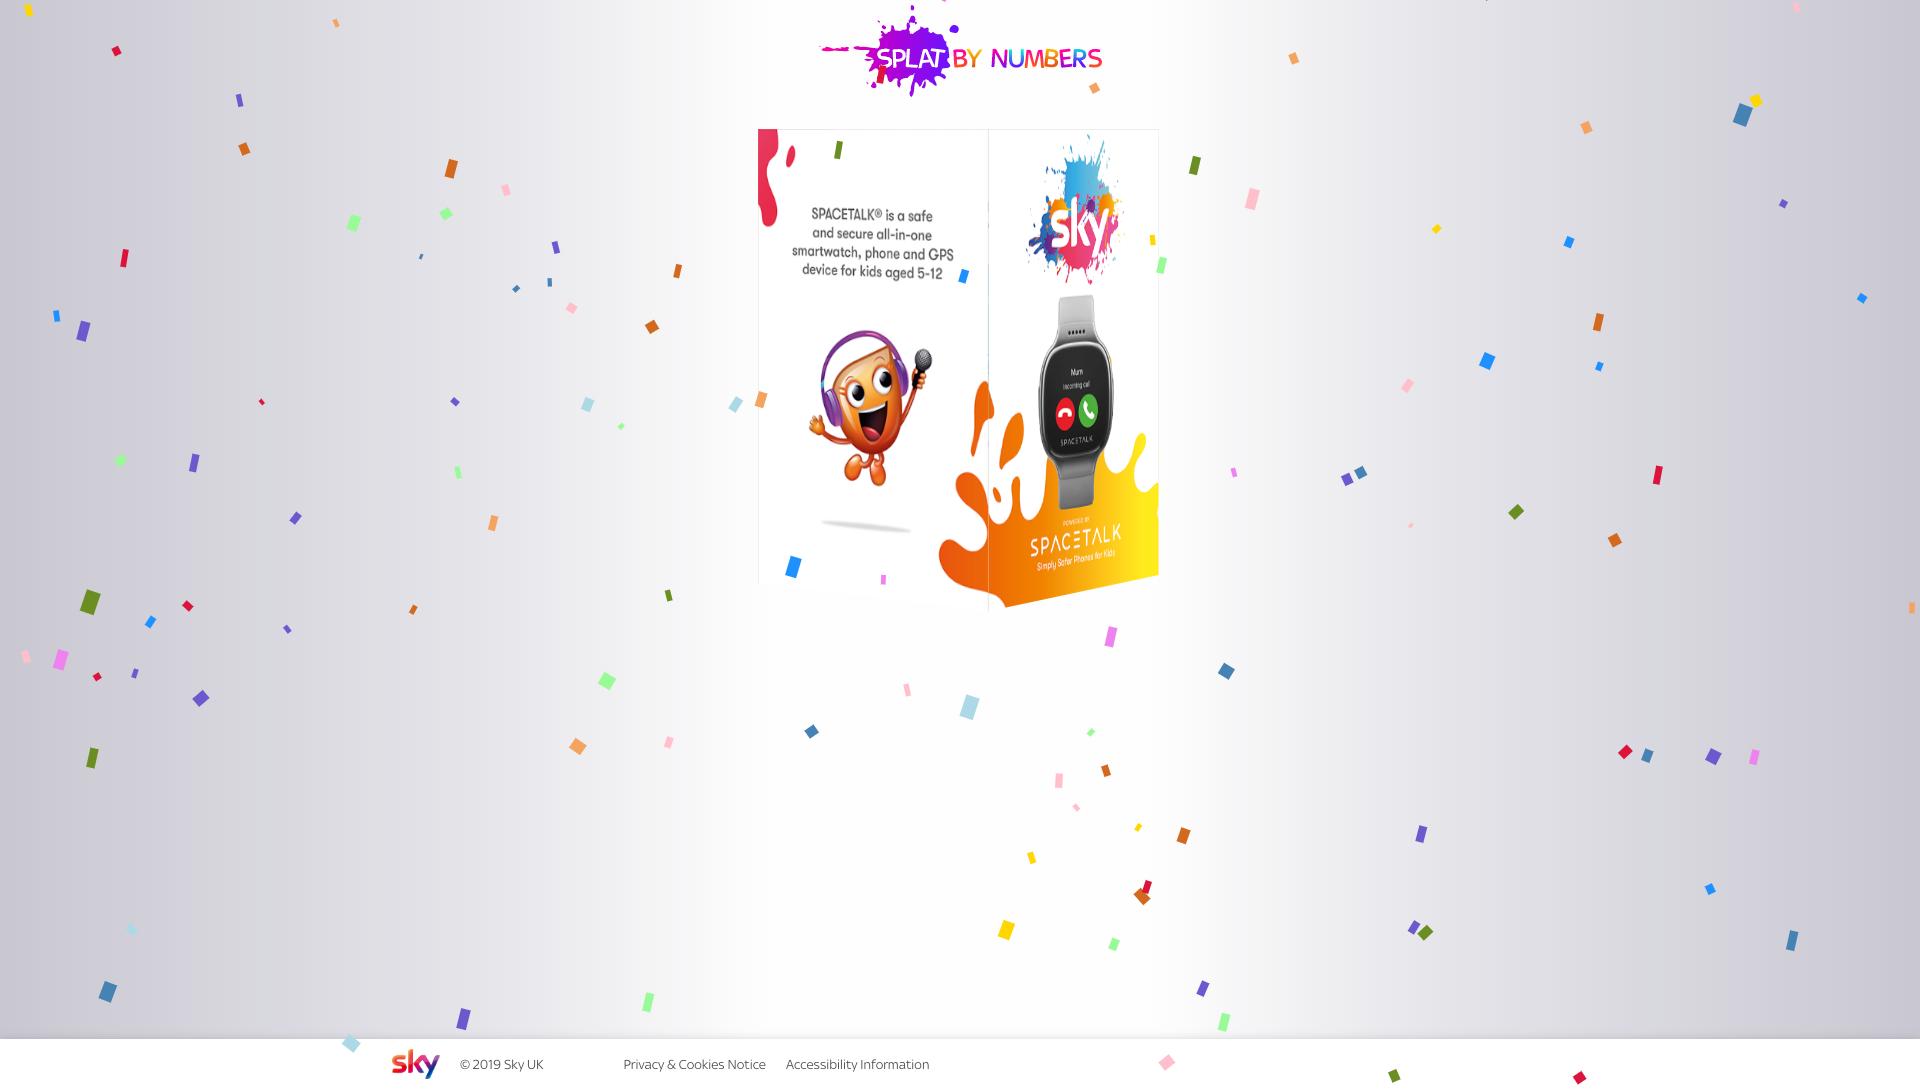 SPLAT BY NUMBERS
SPACETALK® is a safe
and secure all-in-one
smartwatch, phone and GPS
device for kids aged 5-12
sky
Mum
Incoming call
SPACETALK
POWERED BY
SPACETALK
Simply Safer Phones for Kids
sky
© 2019 Sky UK
Privacy & Cookies Notice
Accessibility Information